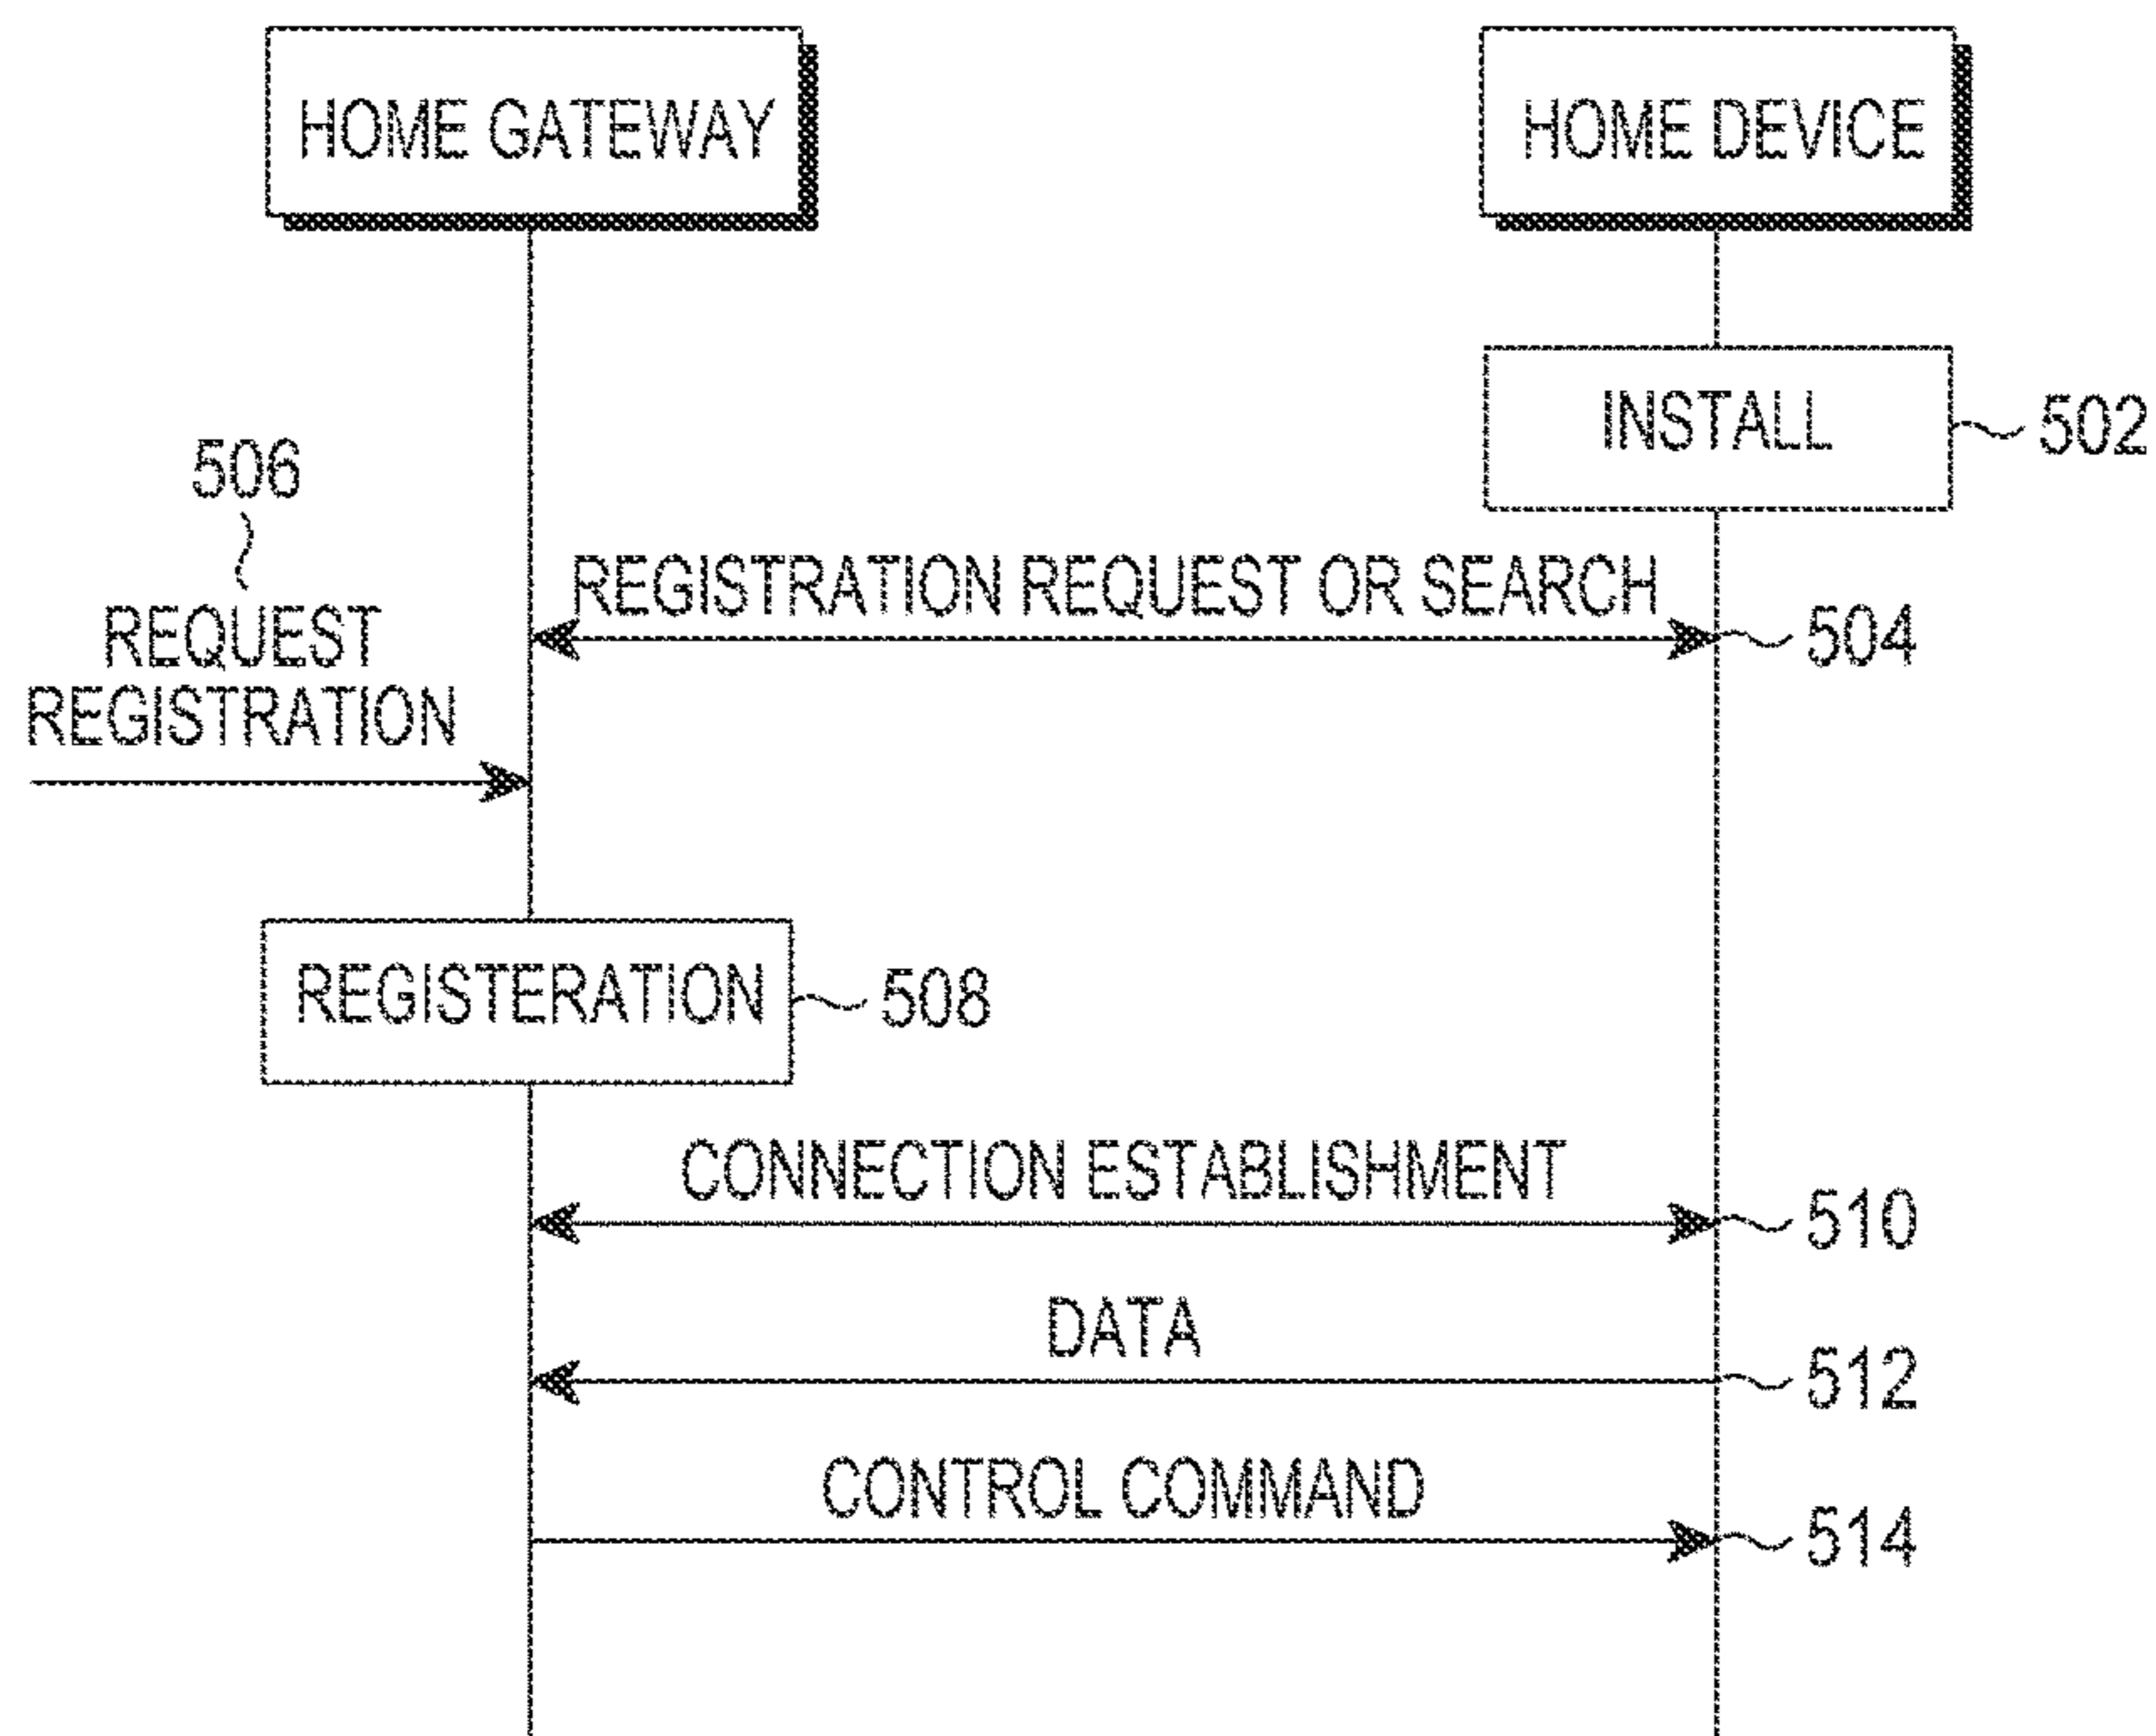 HOME GATEWAY
HOME DEVICE
INSTALL
502
506
REGISTRATION REQUEST OR SEARCH
504
REQUEST
REGISTRATION
REGISTERATION
508
CONNECTION ESTABLISHMENT
510
DATA
512
CONTROL COMMAND
514